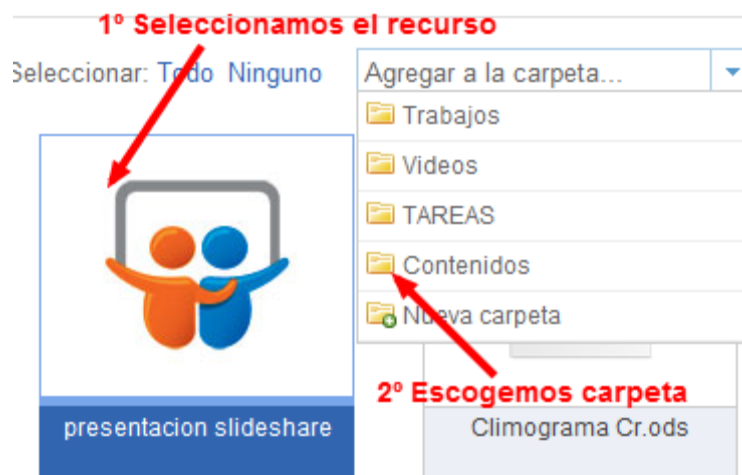 1º Seleccionamos el recurso
Seleccionar: Todo Ninguno
Agregar a la carpeta...
Trabajos
Videos
TAREAS
Contenidos
Nueva carpeta
2º Escogemos carpeta
presentacion slideshare
Climograma Cr.ods